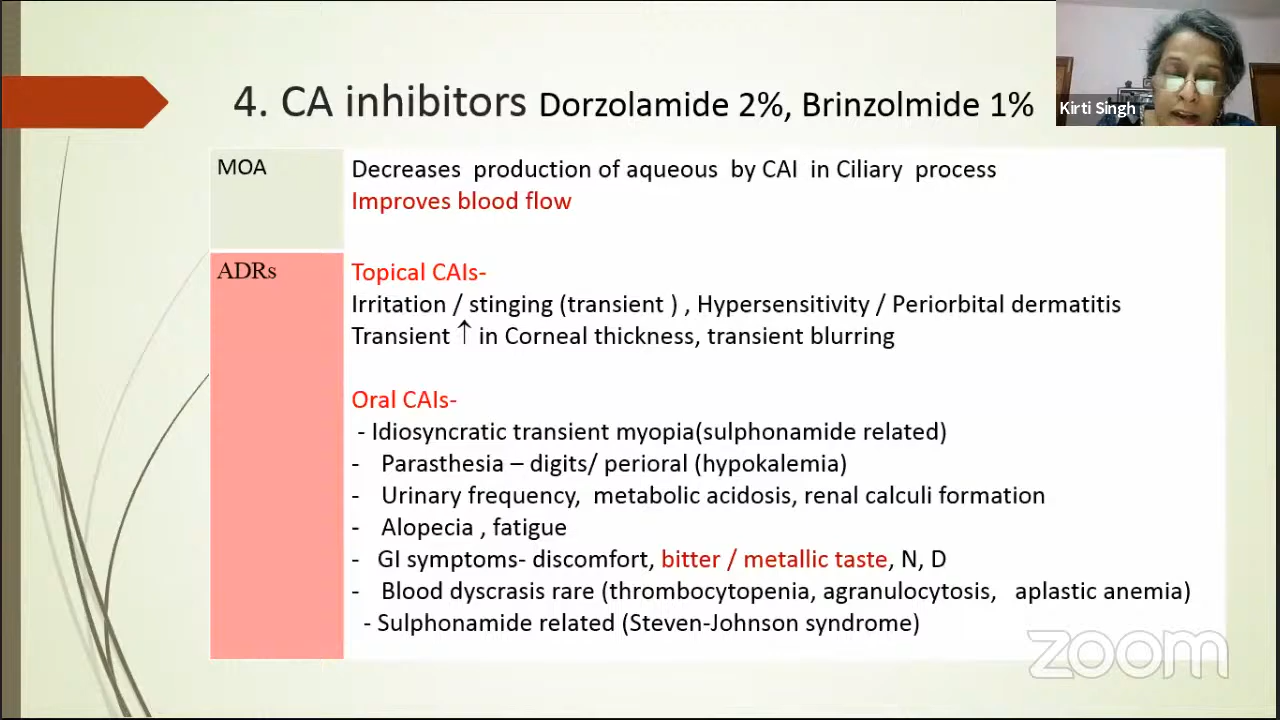 4. CA inhibitors Dorzolamide 2%, Brinzolmide 1%
Kirti Singh
MOA
Decreases production of aqueous by CAI in Ciliary process
Improves blood flow
ADRs
Topical CAIs-
Irritation / stinging (transient ) , Hypersensitivity / Periorbital dermatitis
Transient ↑ in Corneal thickness, transient blurring
Oral CAIs-
- Idiosyncratic transient myopia(sulphonamide related)
- Parasthesia – digits/ perioral (hypokalemia)
- Urinary frequency, metabolic acidosis, renal calculi formation
- Alopecia , fatigue
- GI symptoms- discomfort, bitter / metallic taste, N, D
- Blood dyscrasis rare (thrombocytopenia, agranulocytosis, aplastic anemia)
- Sulphonamide related (Steven-Johnson syndrome)
zoom